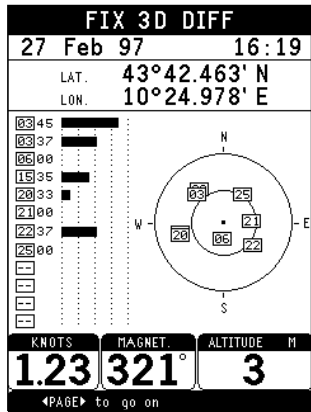 FIX 3D DIFF
27 Feb 97 16:19
LAT. 43°42.463' N
LON. 10°24.978' E
03 45
03 37
06 00
15 35
20 33
21 00
22 37
25 00
--
--
--
--
N
03 25
W 20 06 21 E
22
S
KNOTS MAGNET. ALTITUDE M
1.23 321° 3
◀PAGE▶ to go on